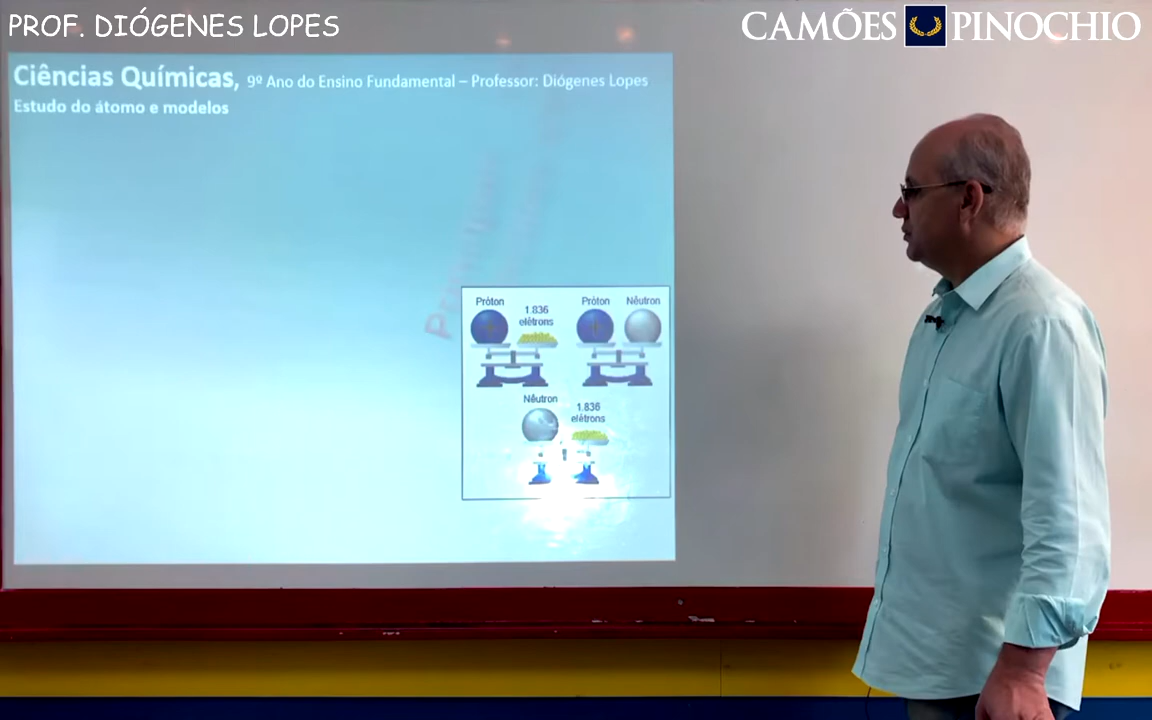 PROF. DIÓGENES LOPES
CAMÕES PINOCHIO
Ciências Químicas, 9º Ano do Ensino Fundamental – Professor: Diógenes Lopes
Estudo do átomo e modelos
Próton
1.836
elétrons
Próton
Nêutron
Nêutron
1.836
elétrons